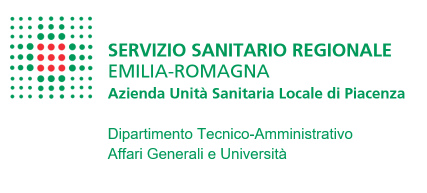 SERVIZIO SANITARIO REGIONALE
EMILIA-ROMAGNA
Azienda Unità Sanitaria Locale di Piacenza
Dipartimento Tecnico-Amministrativo
Affari Generali e Università